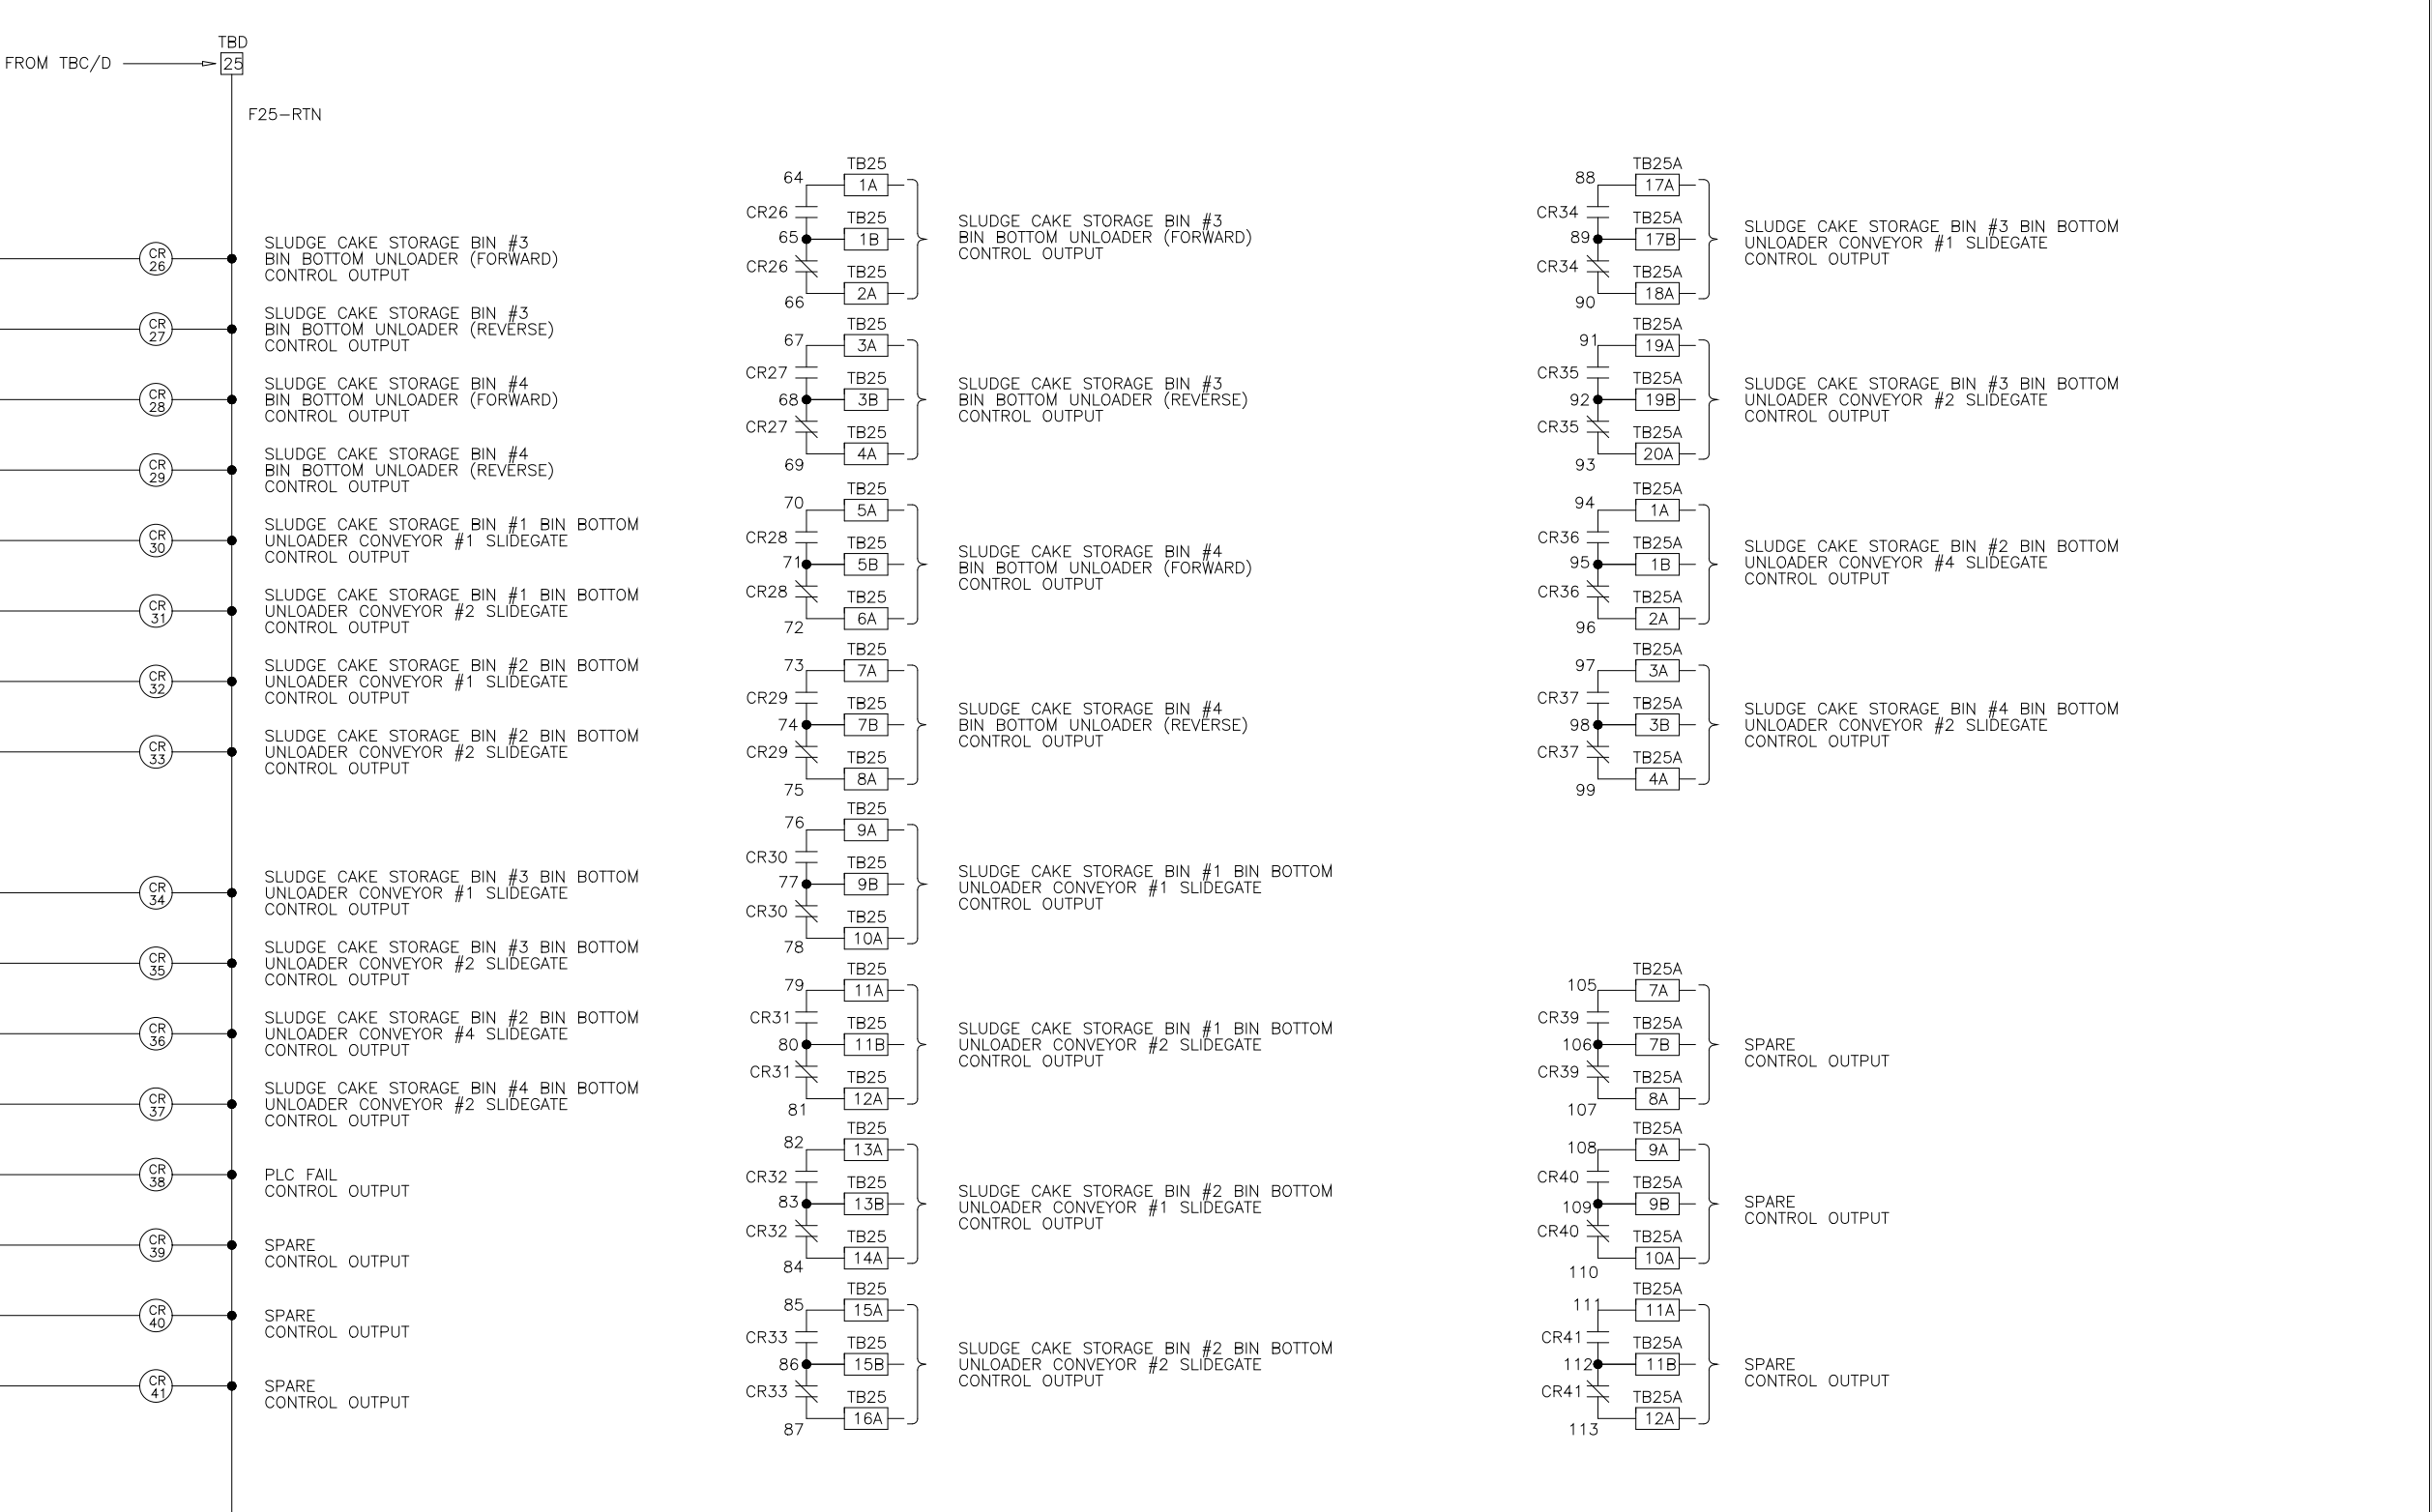 TBD
FROM TBC/D
25
F25-RTN
CR
26
SLUDGE CAKE STORAGE BIN #3
BIN BOTTOM UNLOADER (FORWARD)
CONTROL OUTPUT
CR
27
SLUDGE CAKE STORAGE BIN #3
BIN BOTTOM UNLOADER (REVERSE)
CONTROL OUTPUT
CR
28
SLUDGE CAKE STORAGE BIN #4
BIN BOTTOM UNLOADER (FORWARD)
CONTROL OUTPUT
CR
29
SLUDGE CAKE STORAGE BIN #4
BIN BOTTOM UNLOADER (REVERSE)
CONTROL OUTPUT
CR
30
SLUDGE CAKE STORAGE BIN #1 BIN BOTTOM
UNLOADER CONVEYOR #1 SLIDEGATE
CONTROL OUTPUT
CR
31
SLUDGE CAKE STORAGE BIN #1 BIN BOTTOM
UNLOADER CONVEYOR #2 SLIDEGATE
CONTROL OUTPUT
CR
32
SLUDGE CAKE STORAGE BIN #2 BIN BOTTOM
UNLOADER CONVEYOR #1 SLIDEGATE
CONTROL OUTPUT
CR
33
SLUDGE CAKE STORAGE BIN #2 BIN BOTTOM
UNLOADER CONVEYOR #2 SLIDEGATE
CONTROL OUTPUT
CR
34
SLUDGE CAKE STORAGE BIN #3 BIN BOTTOM
UNLOADER CONVEYOR #1 SLIDEGATE
CONTROL OUTPUT
CR
35
SLUDGE CAKE STORAGE BIN #3 BIN BOTTOM
UNLOADER CONVEYOR #2 SLIDEGATE
CONTROL OUTPUT
CR
36
SLUDGE CAKE STORAGE BIN #2 BIN BOTTOM
UNLOADER CONVEYOR #4 SLIDEGATE
CONTROL OUTPUT
CR
37
SLUDGE CAKE STORAGE BIN #4 BIN BOTTOM
UNLOADER CONVEYOR #2 SLIDEGATE
CONTROL OUTPUT
CR
38
PLC FAIL
CONTROL OUTPUT
CR
39
SPARE
CONTROL OUTPUT
CR
40
SPARE
CONTROL OUTPUT
CR
41
SPARE
CONTROL OUTPUT
TB25
64 1A
CR26 TB25
65 1B
CR26 TB25
66 2A
SLUDGE CAKE STORAGE BIN #3
BIN BOTTOM UNLOADER (FORWARD)
CONTROL OUTPUT
TB25
67 3A
CR27 TB25
68 3B
CR27 TB25
69 4A
SLUDGE CAKE STORAGE BIN #3
BIN BOTTOM UNLOADER (REVERSE)
CONTROL OUTPUT
TB25
70 5A
CR28 TB25
71 5B
CR28 TB25
72 6A
SLUDGE CAKE STORAGE BIN #4
BIN BOTTOM UNLOADER (FORWARD)
CONTROL OUTPUT
TB25
73 7A
CR29 TB25
74 7B
CR29 TB25
75 8A
SLUDGE CAKE STORAGE BIN #4
BIN BOTTOM UNLOADER (REVERSE)
CONTROL OUTPUT
TB25
76 9A
CR30 TB25
77 9B
CR30 TB25
78 10A
SLUDGE CAKE STORAGE BIN #1 BIN BOTTOM
UNLOADER CONVEYOR #1 SLIDEGATE
CONTROL OUTPUT
TB25
79 11A
CR31 TB25
80 11B
CR31 TB25
81 12A
SLUDGE CAKE STORAGE BIN #1 BIN BOTTOM
UNLOADER CONVEYOR #2 SLIDEGATE
CONTROL OUTPUT
TB25
82 13A
CR32 TB25
83 13B
CR32 TB25
84 14A
SLUDGE CAKE STORAGE BIN #2 BIN BOTTOM
UNLOADER CONVEYOR #1 SLIDEGATE
CONTROL OUTPUT
TB25
85 15A
CR33 TB25
86 15B
CR33 TB25
87 16A
SLUDGE CAKE STORAGE BIN #2 BIN BOTTOM
UNLOADER CONVEYOR #2 SLIDEGATE
CONTROL OUTPUT
TB25A
88 17A
CR34 TB25A
89 17B
CR34 TB25A
90 18A
SLUDGE CAKE STORAGE BIN #3 BIN BOTTOM
UNLOADER CONVEYOR #1 SLIDEGATE
CONTROL OUTPUT
TB25A
91 19A
CR35 TB25A
92 19B
CR35 TB25A
93 20A
SLUDGE CAKE STORAGE BIN #3 BIN BOTTOM
UNLOADER CONVEYOR #2 SLIDEGATE
CONTROL OUTPUT
TB25A
94 1A
CR36 TB25A
95 1B
CR36 TB25A
96 2A
SLUDGE CAKE STORAGE BIN #2 BIN BOTTOM
UNLOADER CONVEYOR #4 SLIDEGATE
CONTROL OUTPUT
TB25A
97 3A
CR37 TB25A
98 3B
CR37 TB25A
99 4A
SLUDGE CAKE STORAGE BIN #4 BIN BOTTOM
UNLOADER CONVEYOR #2 SLIDEGATE
CONTROL OUTPUT
TB25A
105 7A
CR39 TB25A
106 7B
CR39 TB25A
107 8A
SPARE
CONTROL OUTPUT
TB25A
108 9A
CR40 TB25A
109 9B
CR40 TB25A
110 10A
SPARE
CONTROL OUTPUT
TB25A
111 11A
CR41 TB25A
112 11B
CR41 TB25A
113 12A
SPARE
CONTROL OUTPUT